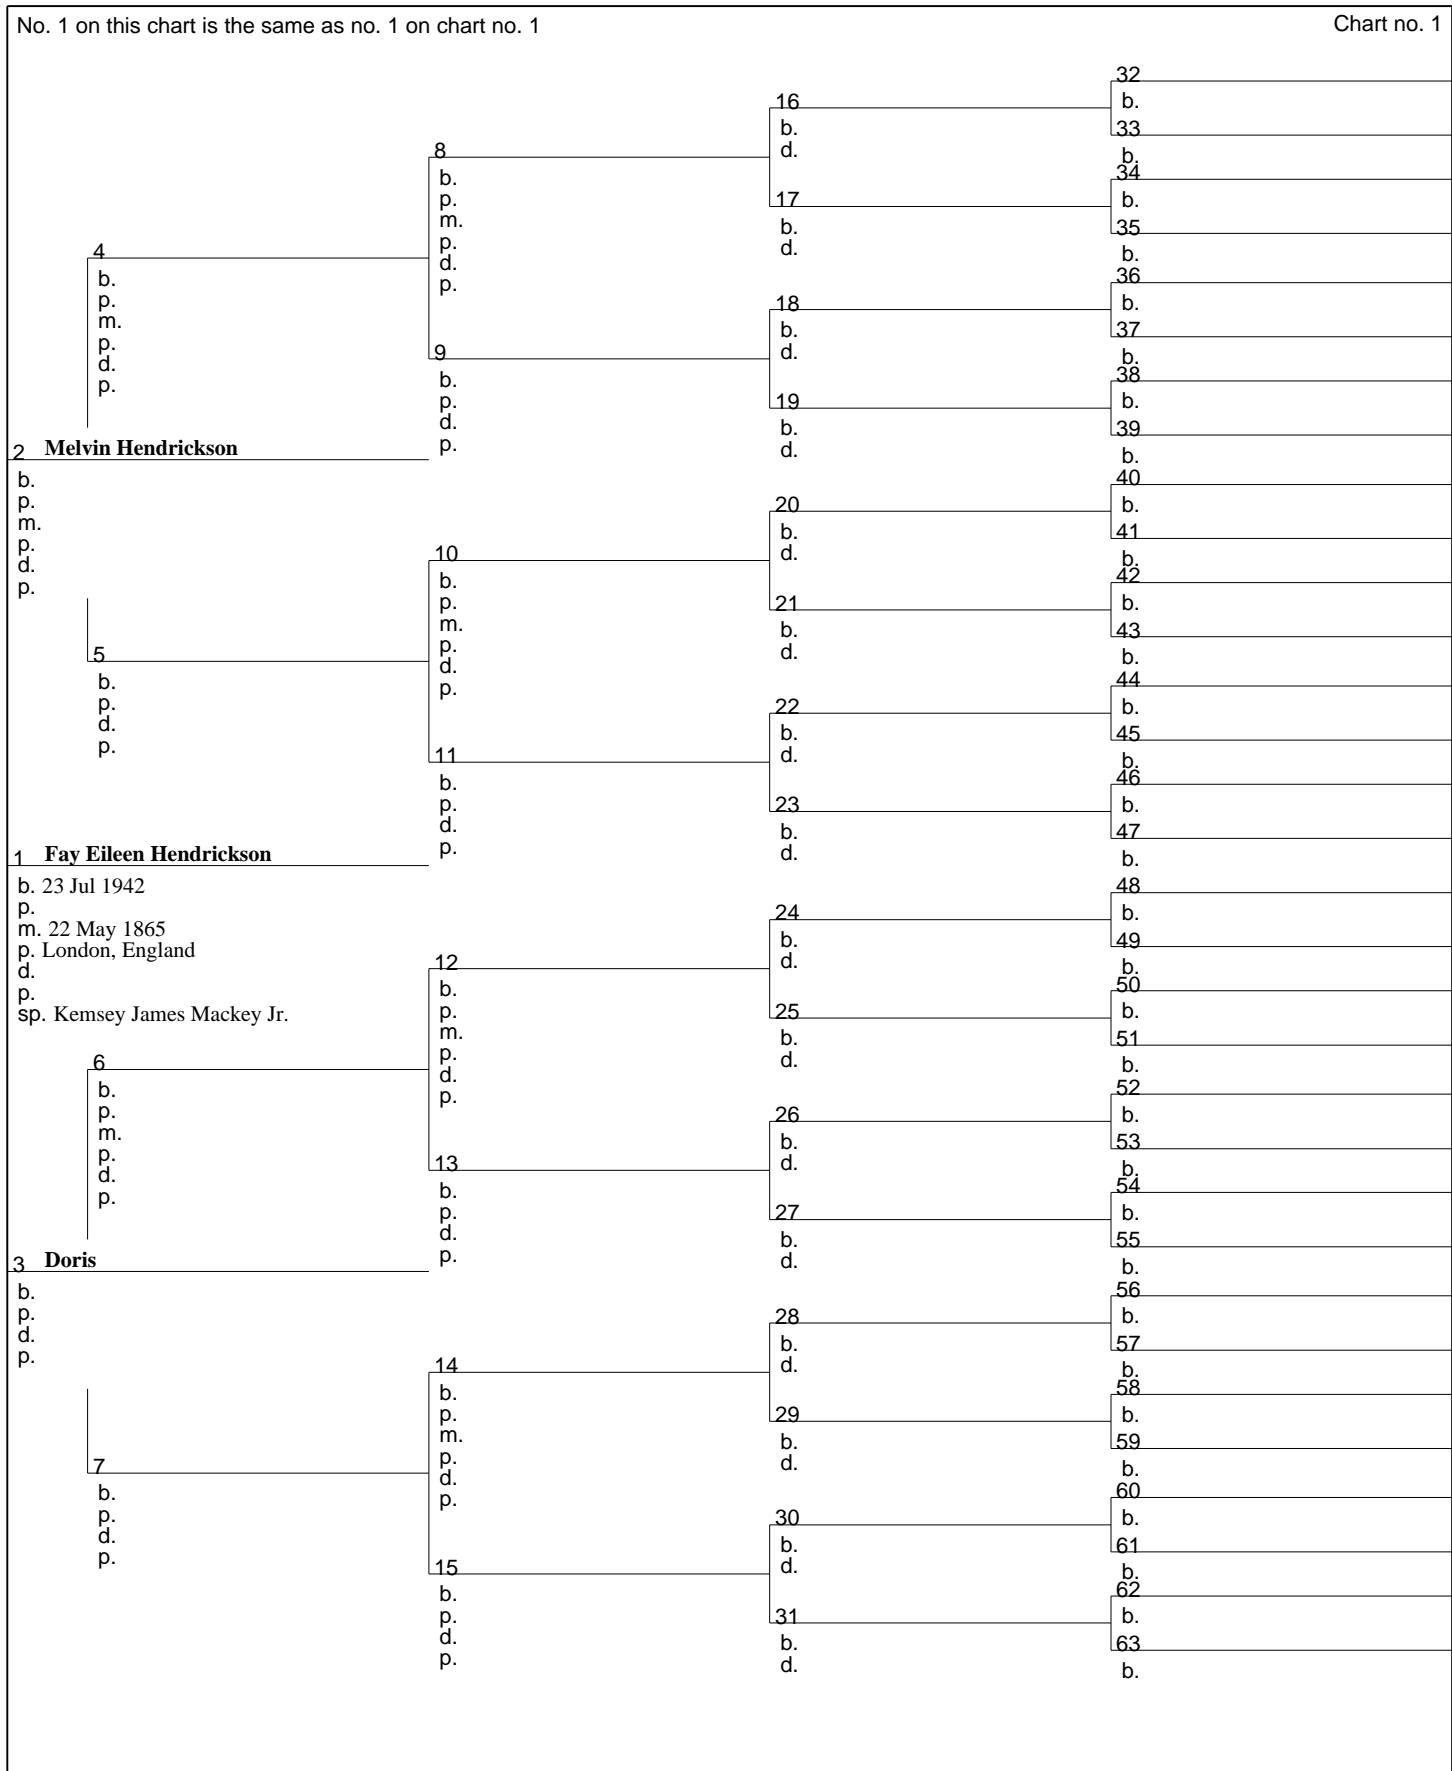 No. 1 on this chart is the same as no. 1 on chart no. 1
Chart no. 1
2 Melvin Hendrickson
b.
p.
m.
p.
d.
p.
1 Fay Eileen Hendrickson
b. 23 Jul 1942
p.
m. 22 May 1865
p. London, England
d.
p.
sp. Kemsey James Mackey Jr.
3 Doris
b.
p.
d.
p.
4
b.
p.
m.
p.
d.
p.
5
b.
p.
d.
p.
6
b.
p.
m.
p.
d.
p.
7
b.
p.
d.
p.
8
b.
p.
m.
p.
d.
p.
9
b.
p.
d.
p.
10
b.
p.
m.
p.
d.
p.
11
b.
p.
d.
p.
12
b.
p.
m.
p.
d.
p.
13
b.
p.
d.
p.
14
b.
p.
m.
p.
d.
p.
15
b.
p.
d.
p.
16
b.
d.
17
b.
d.
18
b.
d.
19
b.
d.
20
b.
d.
21
b.
d.
22
b.
d.
23
b.
d.
24
b.
d.
25
b.
d.
26
b.
d.
27
b.
d.
28
b.
d.
29
b.
d.
30
b.
d.
31
b.
d.
32
b.
33
b.
34
b.
35
b.
36
b.
37
b.
38
b.
39
b.
40
b.
41
b.
42
b.
43
b.
44
b.
45
b.
46
b.
47
b.
48
b.
49
b.
50
b.
51
b.
52
b.
53
b.
54
b.
55
b.
56
b.
57
b.
58
b.
59
b.
60
b.
61
b.
62
b.
63
b.